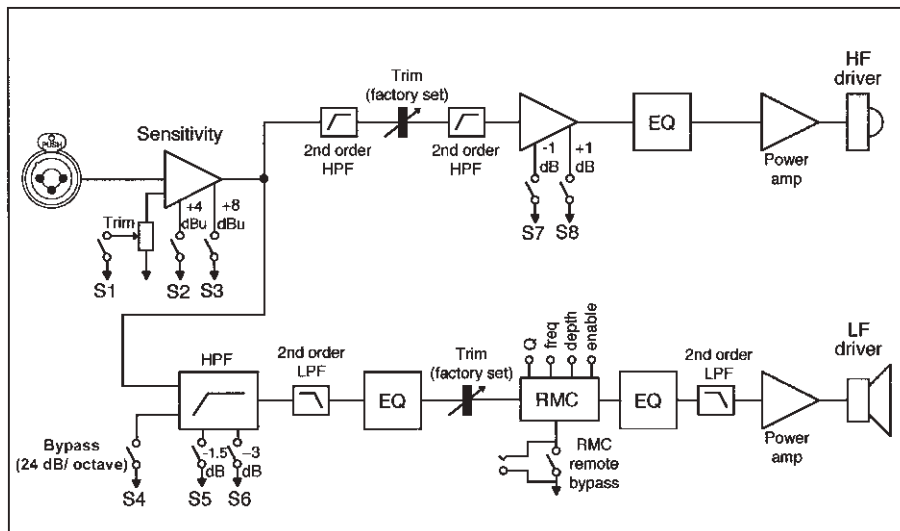 PUSH
Sensitivity
+4
dBu
+8
dBu
Trim
S1
S2
S3
2nd order
HPF
Trim
(factory set)
2nd order
HPF
-1
dB
+1
dB
S7
S8
EQ
Power
amp
HF
driver
HPF
Bypass
(24 dB/ octave)
-1.5
dB
-3
dB
S4
S5
S6
2nd order
LPF
EQ
Trim
(factory set)
Q
freq
depth
enable
RMC
RMC
remote
bypass
EQ
2nd order
LPF
Power
amp
LF
driver